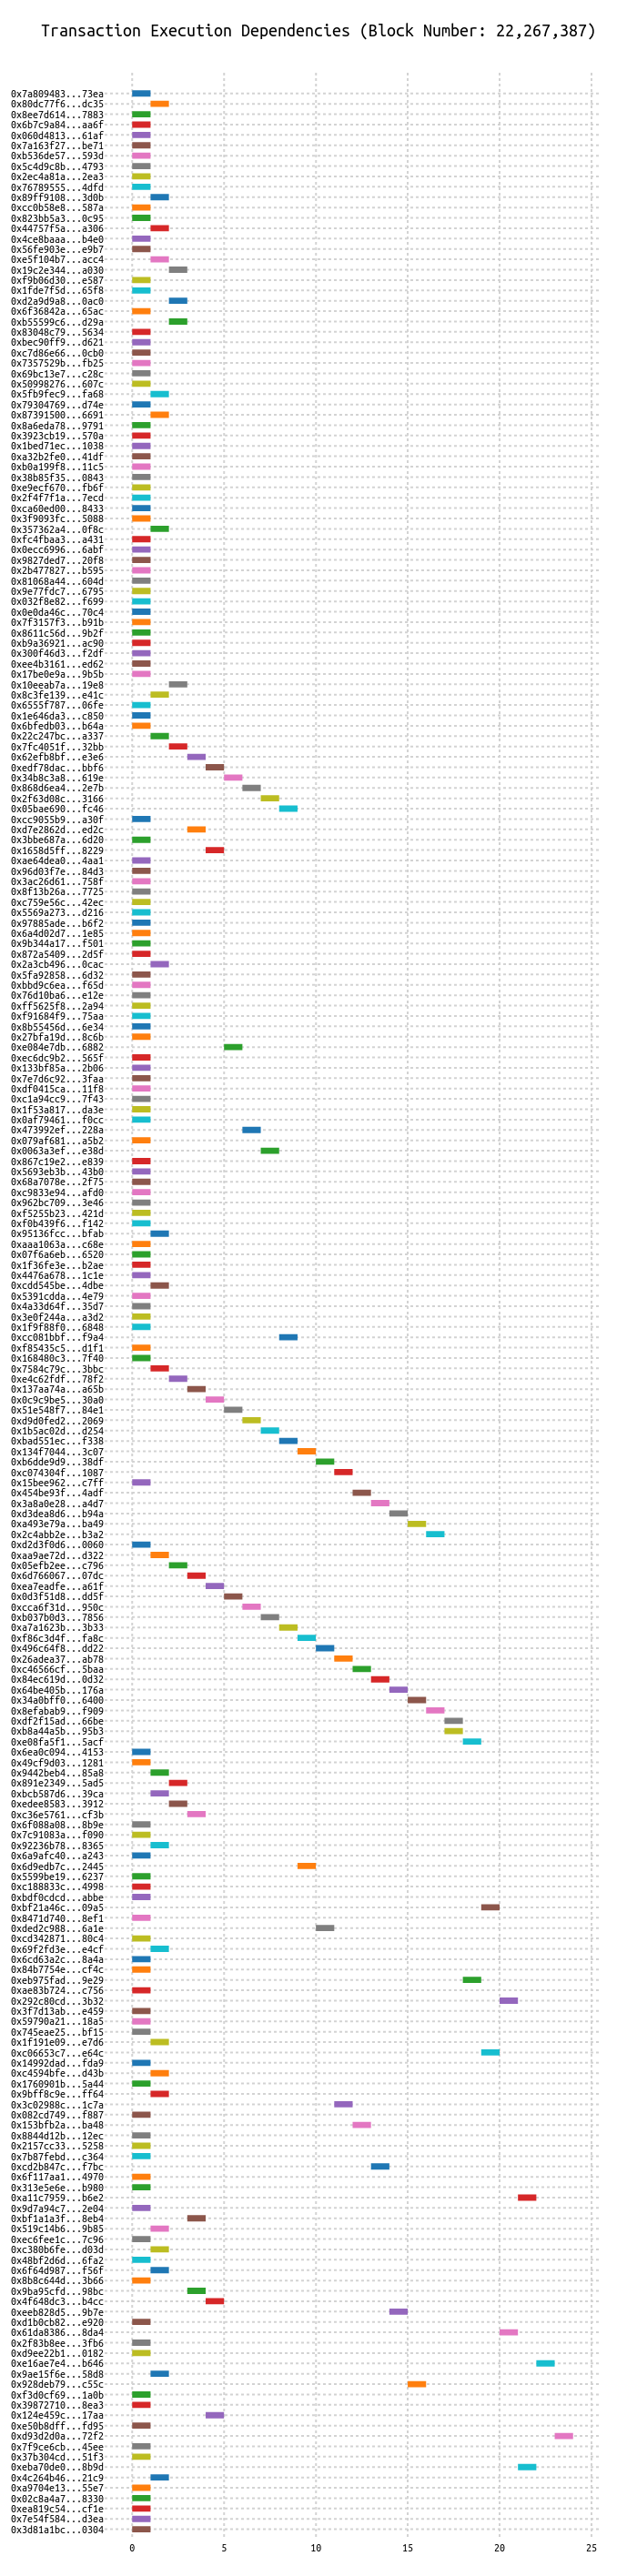 Transaction Execution Dependencies (Block Number: 22,267,387)
0x7a809483...73ea
0x80dc77f6...dc35
0x8ee7d614...7883
0x6b7c9a84...aa6f
0x060d4813...61af
0x7a163f27...be71
0xb536de57...593d
0x5c4d9c8b...4793
0x2ec4a81a...2ea3
0x76789555...4dfd
0x89ff9108...3d0b
0xcc0b58e8...587a
0x823bb5a3...0c95
0x44757f5a...a306
0x4ce8baaa...b4e0
0x56fe903e...e9b7
0xe5f104b7...acc4
0x19c2e344...a030
0xf9b06d30...e587
0x1fde7f5d...65f8
0xd2a9d9a8...0ac0
0x6f36842a...65ac
0xb55599c6...d29a
0x83048c79...5634
0xbec90ff9...d621
0xc7d86e66...0cb0
0x7357529b...fb25
0x69bc13e7...c28c
0x50998276...607c
0x5fb9fec9...fa68
0x79304769...d74e
0x87391500...6691
0x8a6eda78...9791
0x3923cb19...570a
0x1bed71ec...1038
0xa32b2fe0...41df
0xb0a199f8...11c5
0x38b85f35...0843
0xe9ecf670...fb6f
0x2f4f7f1a...7ecd
0xca60ed00...8433
0x3f9093fc...5088
0x357362a4...0f8c
0xfc4fbaa3...a431
0x0ecc6996...6abf
0x9827ded7...20f8
0x2b477827...b595
0x81068a44...604d
0x9e77fdc7...6795
0x032f8e82...f699
0x0e0da46c...70c4
0x7f3157f3...b91b
0x8611c56d...9b2f
0xb9a36921...ac90
0x300f46d3...f2df
0xee4b3161...ed62
0x17be0e9a...9b5b
0x10eeab7a...19e8
0x8c3fe139...e41c
0x6555f787...06fe
0x1e646da3...c850
0x6bfedb03...b64a
0x22c247bc...a337
0x7fc4051f...32bb
0x62efb8bf...e3e6
0xedf78dac...bbf6
0x34b8c3a8...619e
0x868d6ea4...2e7b
0x2f63d08c...3166
0x05bae690...fc46
0xcc9055b9...a30f
0xd7e2862d...ed2c
0x3bbe687a...6d20
0x1658d5ff...8229
0xae64dea0...4aa1
0x96d03f7e...84d3
0x3ac26d61...758f
0x8f13b26a...7725
0xc759e56c...42ec
0x5569a273...d216
0x97885ade...b6f2
0x6a4d02d7...1e85
0x9b344a17...f501
0x872a5409...2d5f
0x2a3cb496...0cac
0x5fa92858...6d32
0xbbd9c6ea...f65d
0x76d10ba6...e12e
0xff5625f8...2a94
0xf91684f9...75aa
0x8b55456d...6e34
0x27bfa19d...8c6b
0xe084e7db...6882
0xec6dc9b2...565f
0x133bf85a...2b06
0x7e7d6c92...3faa
0xdf0415ca...11f8
0xc1a94cc9...7f43
0x1f53a817...da3e
0x0af79461...f0cc
0x473992ef...228a
0x079af681...a5b2
0x0063a3ef...e38d
0x867c19e2...e839
0x5693eb3b...43b0
0x68a7078e...2f75
0xc9833e94...afd0
0x962bc709...3e46
0xf5255b23...421d
0xf0b439f6...f142
0x95136fcc...bfab
0xaaa1063a...c68e
0x07f6a6eb...6520
0x1f36fe3e...b2ae
0x4476a678...1c1e
0xcdd545be...4dbe
0x5391cdda...4e79
0x4a33d64f...35d7
0x3e0f244a...a3d2
0x1f9f88f0...6848
0xcc081bbf...f9a4
0xf85435c5...d1f1
0x168480c3...7f40
0x7584c79c...3bbc
0xe4c62fdf...78f2
0x137aa74a...a65b
0x0c9c9be5...30a0
0x51e548f7...84e1
0xd9d0fed2...2069
0x1b5ac02d...d254
0xbad551ec...f338
0x134f7044...3c07
0xb6dde9d9...38df
0xc074304f...1087
0x15bee962...c7ff
0x454be93f...4adf
0x3a8a0e28...a4d7
0xd3dea8d6...b94a
0xa493e79a...ba49
0x2c4abb2e...b3a2
0xd2d3f0d6...0060
0xaa9ae72d...d322
0x05efb2ee...c796
0x6d766067...07dc
0xea7eadfe...a61f
0x0d3f51d8...dd5f
0xcca6f31d...950c
0xb037b0d3...7856
0xa7a1623b...3b33
0xf86c3d4f...fa8c
0x496c64f8...dd22
0x26adea37...ab78
0xc46566cf...5baa
0x84ec619d...0d32
0x64be405b...176a
0x34a0bff0...6400
0x8efabab9...f909
0xdf2f15ad...66be
0xb8a44a5b...95b3
0xe08fa5f1...5acf
0x6ea0c094...4153
0x49cf9d03...1281
0x9442beb4...85a8
0x891e2349...5ad5
0xbcb587d6...39ca
0xedee8583...3912
0xc36e5761...cf3b
0x6f088a08...8b9e
0x7c91083a...f090
0x92236b78...8365
0x6a9afc40...a243
0x6d9edb7c...2445
0x5599be19...6237
0xc188833c...4998
0xbdf0cdcd...abbe
0xbf21a46c...09a5
0x8471d740...8ef1
0xded2c988...6a1e
0xcd342871...80c4
0x69f2fd3e...e4cf
0x6cd63a2c...8a4a
0x84b7754e...cf4c
0xeb975fad...9e29
0xae83b724...c756
0x292c80cd...3b32
0x3f7d13ab...e459
0x59790a21...18a5
0x745eae25...bf15
0x1f191e09...e7d6
0xc06653c7...e64c
0x14992dad...fda9
0xc4594bfe...d43b
0x1760901b...5a44
0x9bff8c9e...ff64
0x3c02988c...1c7a
0x082cd749...f887
0x153bfb2a...ba48
0x8844d12b...12ec
0x2157cc33...5258
0x7b87febd...c364
0xcd2b847c...f7bc
0x6f117aa1...4970
0x313e5e6e...b980
0xa11c7959...b6e2
0x9d7a94c7...2e04
0xbf1a1a3f...8eb4
0x519c14b6...9b85
0xec6fee1c...7c96
0xc380b6fe...d03d
0x48bf2d6d...6fa2
0x6f64d987...f56f
0x8b8c644d...3b66
0x9ba95cfd...98bc
0x4f648dc3...b4cc
0xeeb828d5...9b7e
0xd1b0cb82...e920
0x61da8386...8da4
0x2f83b8ee...3fb6
0xd9ee22b1...0182
0xe16ae7e4...b646
0x9ae15f6e...58d8
0x928deb79...c55c
0xf3d0cf69...1a0b
0x39872710...8ea3
0x124e459c...17aa
0xe50b8dff...fd95
0xd93d2d0a...72f2
0x7f9ce6cb...45ee
0x37b304cd...51f3
0xeba70de0...8b9d
0x4c264b46...21c9
0xa9704e13...55e7
0x02c8a4a7...8330
0xea819c54...cf1e
0x7e54f584...d3ea
0x3d81a1bc...0304
0 5 10 15 20 25